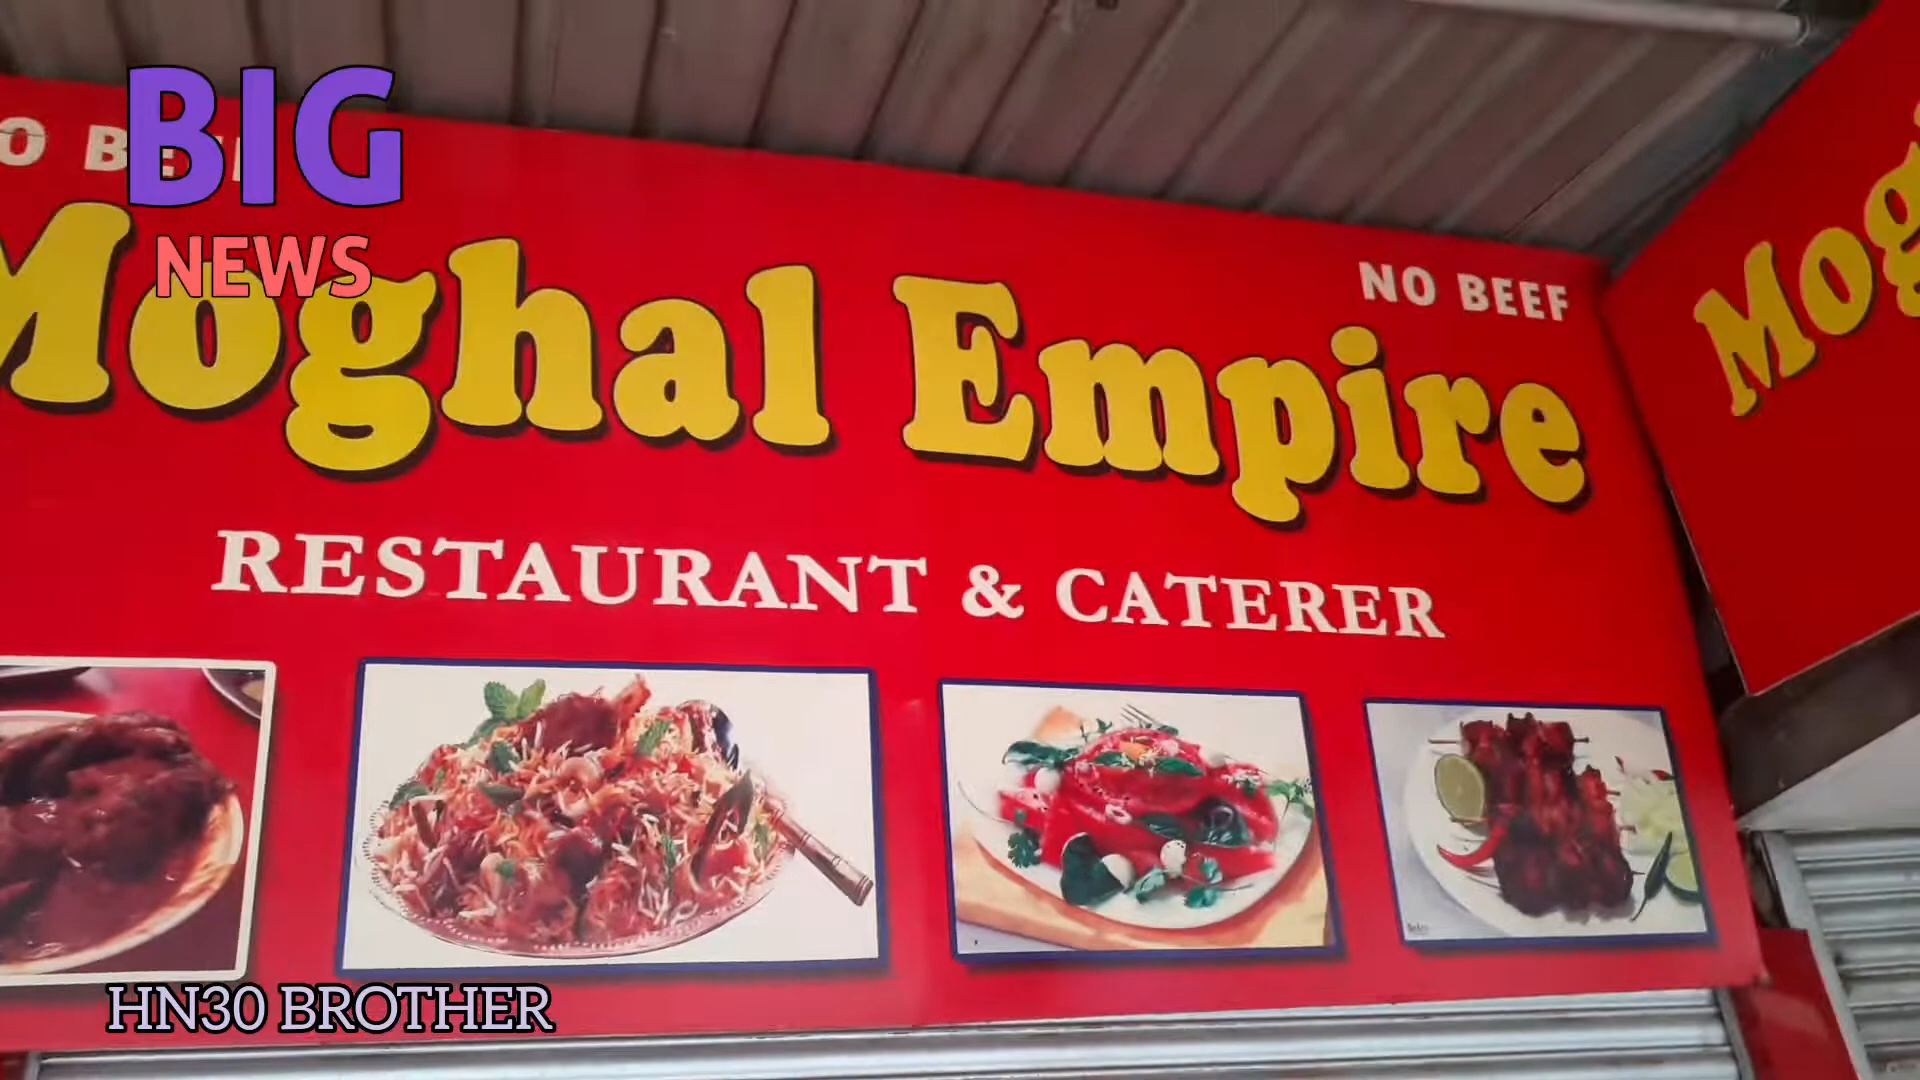 BIG
NEWS
NO BEEF
Moghal Empire
RESTAURANT & CATERER
HN30 BROTHER